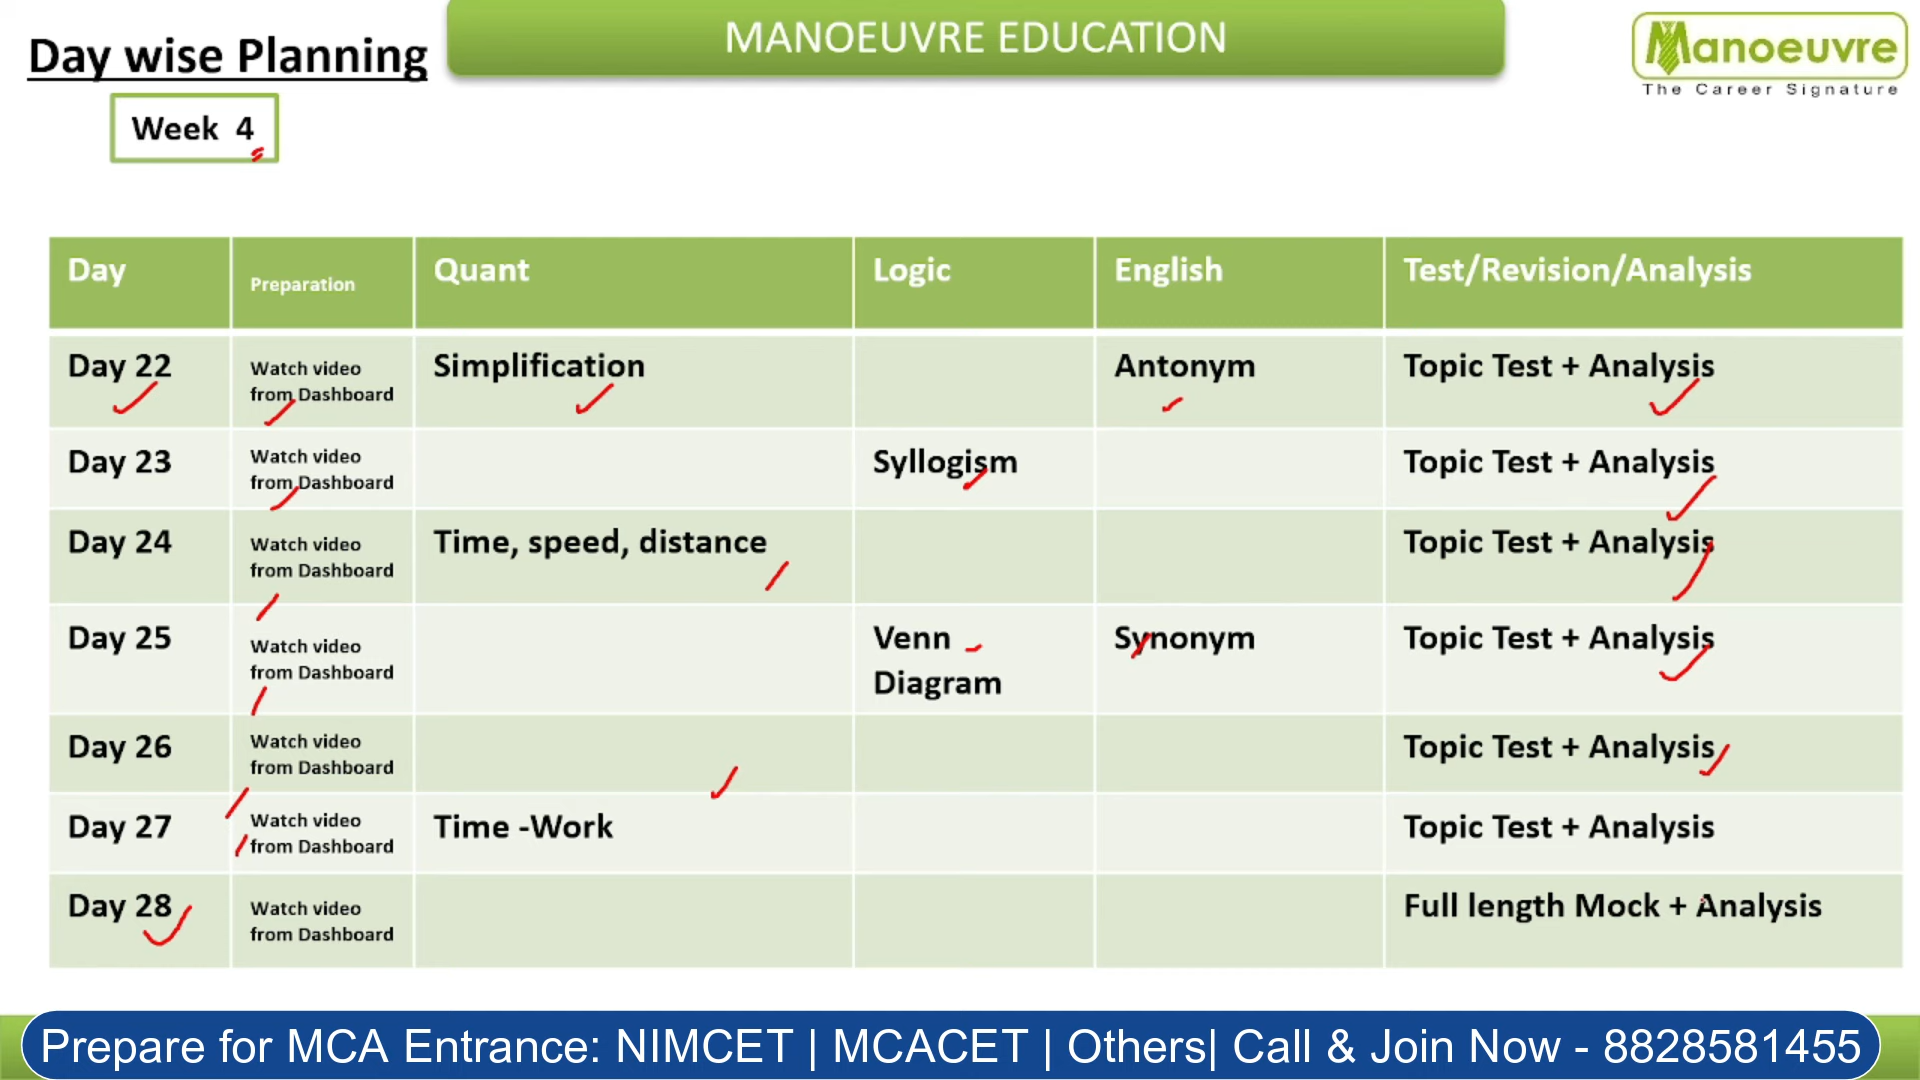 Day wise Planning
MANOEUVRE EDUCATION
Manoeuvre
The Career Signature
Week 4
Day Preparation Quant Logic English Test/Revision/Analysis
Day 22 Watch video Simplification Antonym Topic Test + Analysis
from Dashboard
Day 23 Watch video Syllogism Topic Test + Analysis
from Dashboard
Day 24 Watch video Time, speed, distance Topic Test + Analysis
from Dashboard
Day 25 Watch video Venn Synonym Topic Test + Analysis
from Dashboard Diagram
Day 26 Watch video Topic Test + Analysis
from Dashboard
Day 27 Watch video Time -Work Topic Test + Analysis
from Dashboard
Day 28 Watch video Full length Mock + Analysis
from Dashboard
Prepare for MCA Entrance: NIMCET | MCACET | Others| Call & Join Now - 8828581455